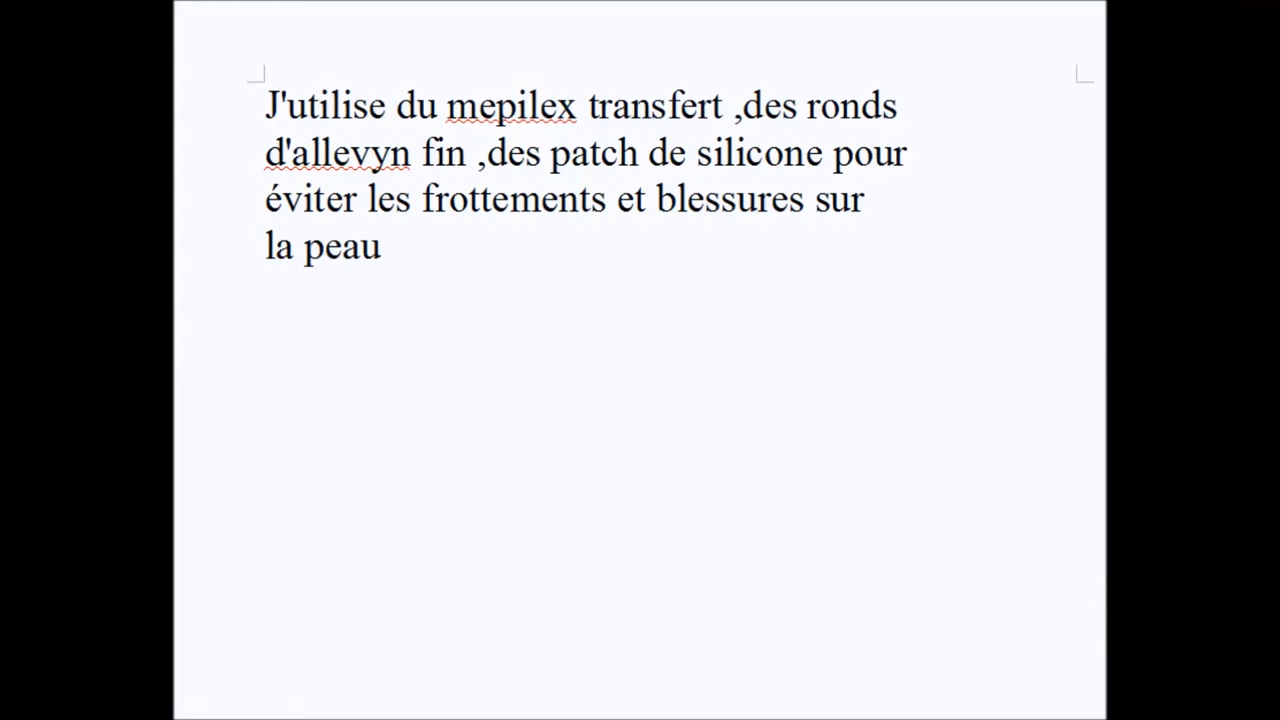 J'utilise du mepilex transfert ,des ronds
d'allevyn fin ,des patch de silicone pour
éviter les frottements et blessures sur
la peau